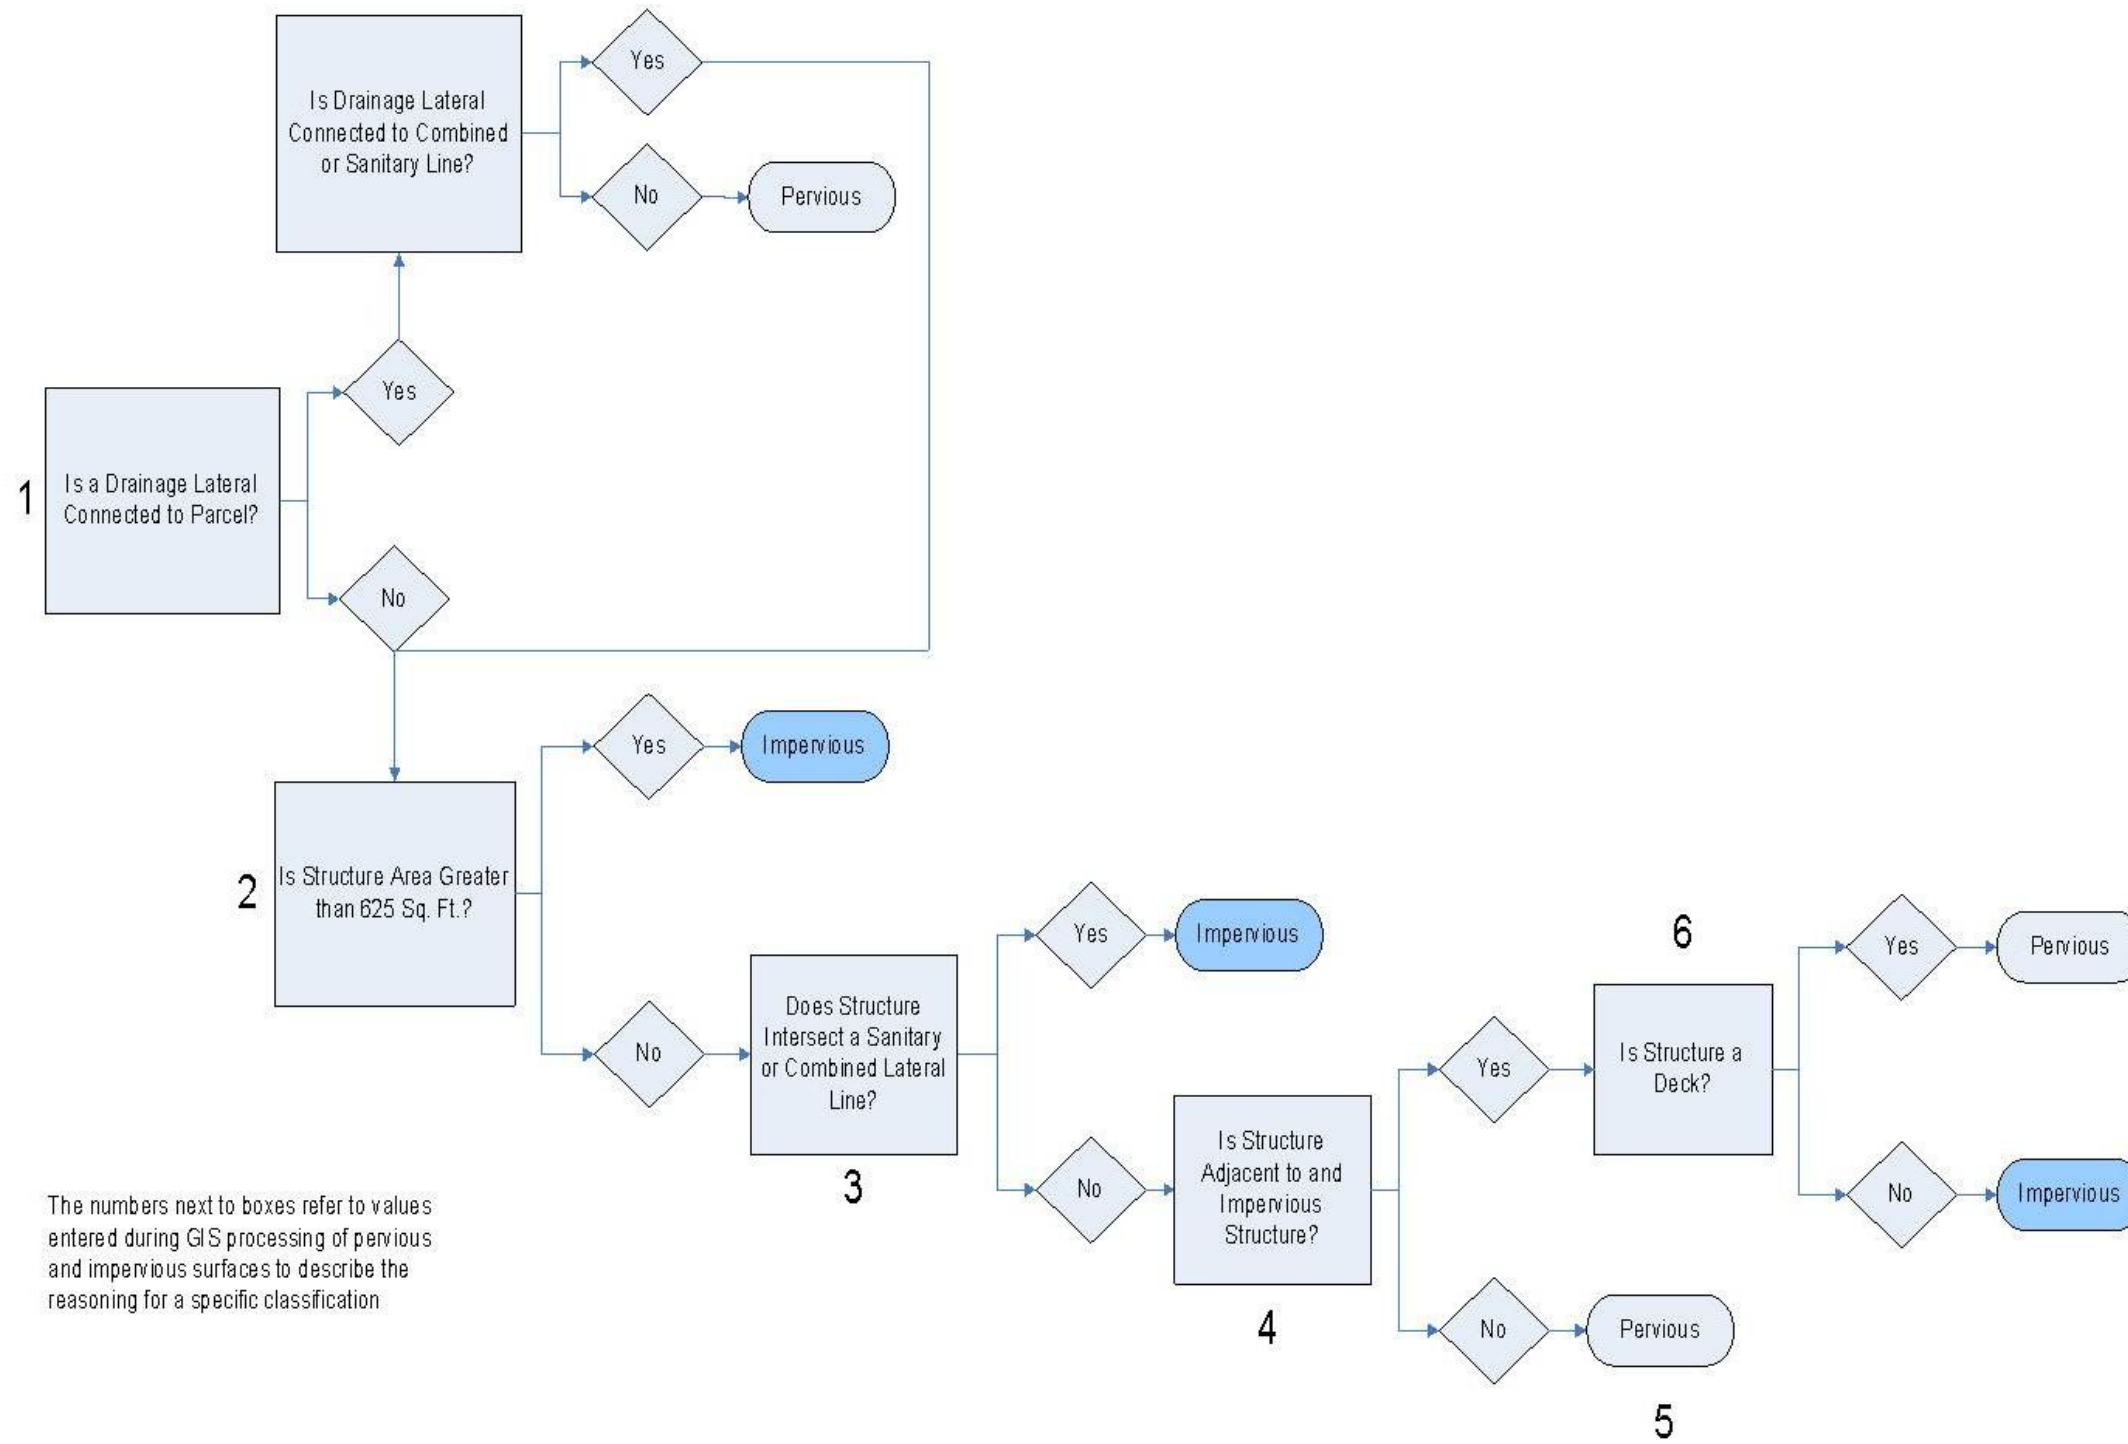 Is Drainage Lateral
Connected to Combined
or Sanitary Line?
Yes
No
Pervious
Yes
1
Is a Drainage Lateral
Connected to Parcel?
No
2
Is Structure Area Greater
than 625 Sq. Ft.?
Yes
Impervious
No
3
Does Structure
Intersect a Sanitary
or Combined Lateral
Line?
Yes
Impervious
No
4
Is Structure
Adjacent to and
Impervious
Structure?
Yes
6
Is Structure a
Deck?
Yes
Pervious
No
Impervious
No
Pervious
5
The numbers next to boxes refer to values
entered during GIS processing of pervious
and impervious surfaces to describe the
reasoning for a specific classification